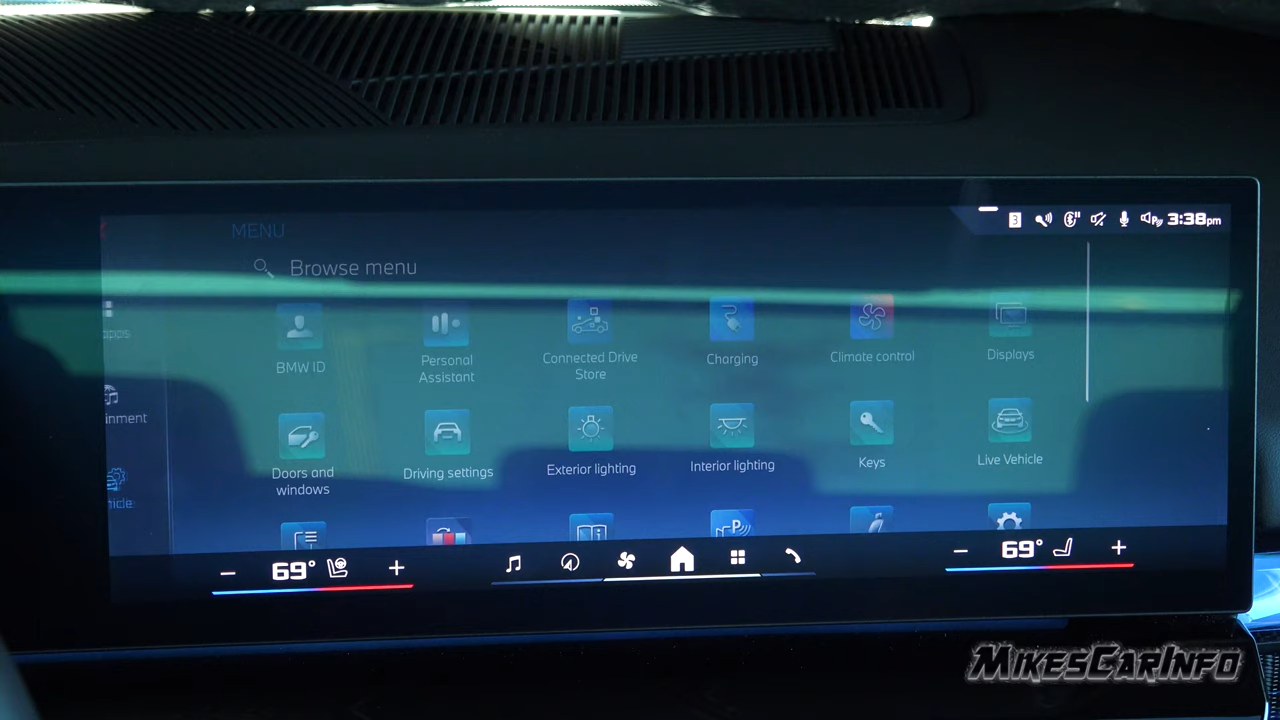 MENU
3:38pm
Browse menu
apps
BMW ID
Personal
Assistant
Connected Drive
Store
Charging
Climate control
Displays
inment
Doors and
windows
Driving settings
Exterior lighting
Interior lighting
Keys
Live Vehicle
hicle
69°
69°
MikesCarInfo